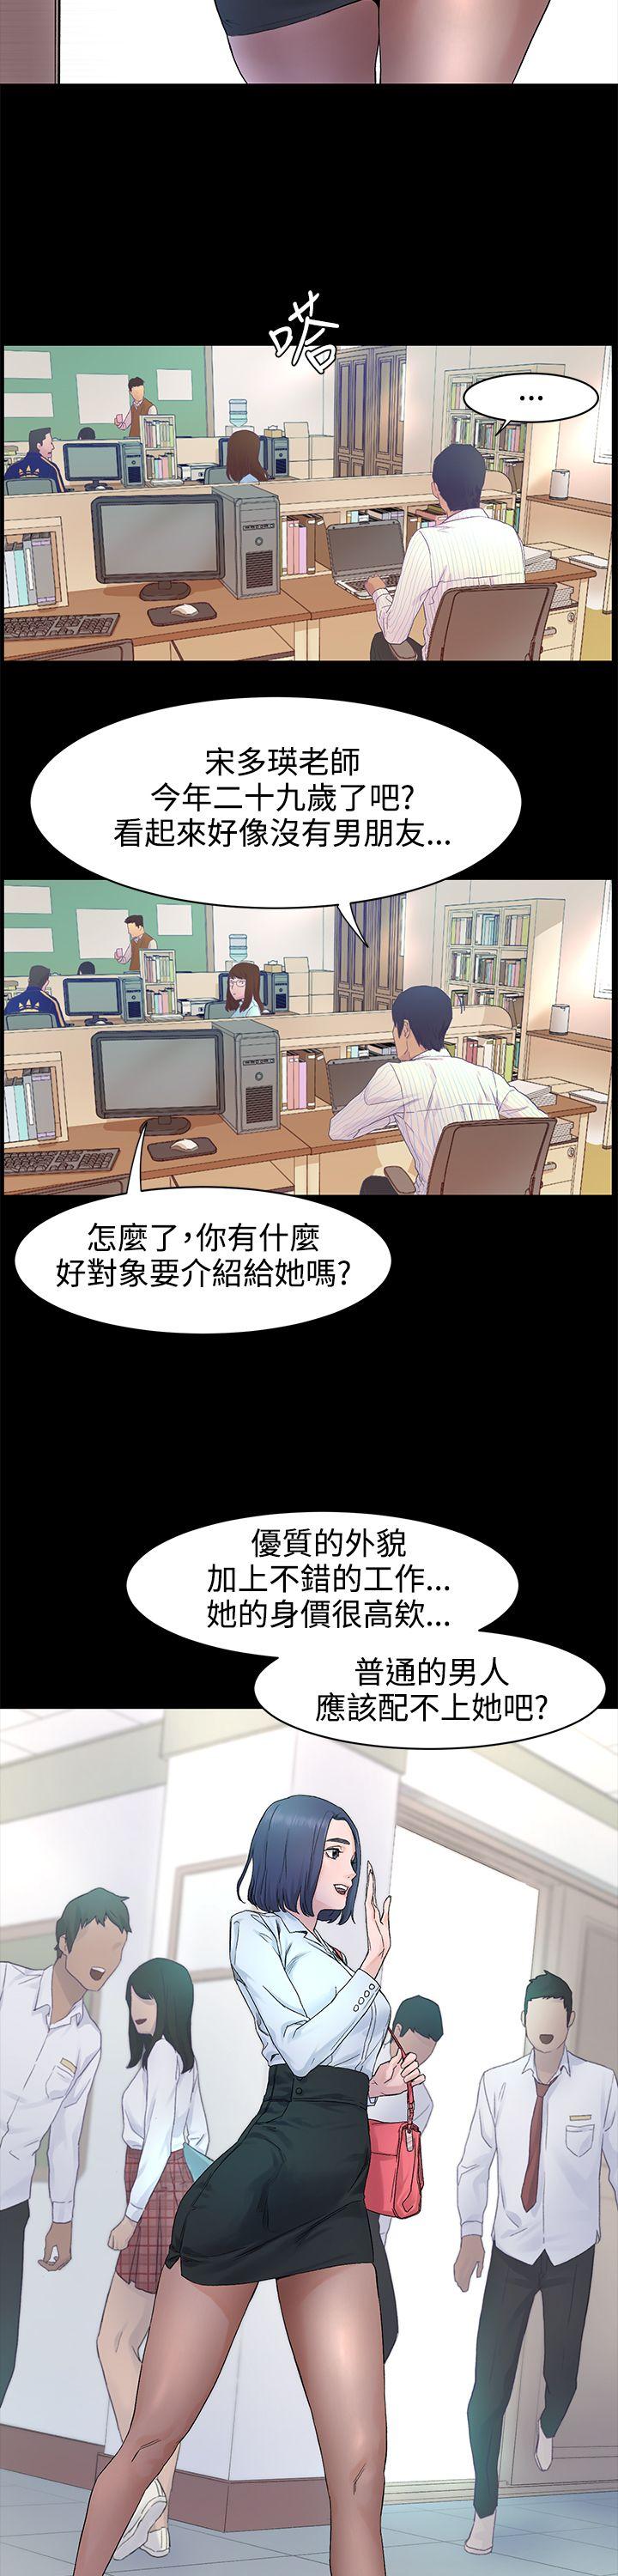 嗒
...
宋多瑛老師
今年二十九歲了吧?
看起來好像沒有男朋友...
怎麼了,你有什麼
好對象要介紹給她嗎?
優質的外貌
加上不錯的工作...
她的身價很高欸...
普通的男人
應該配不上她吧?